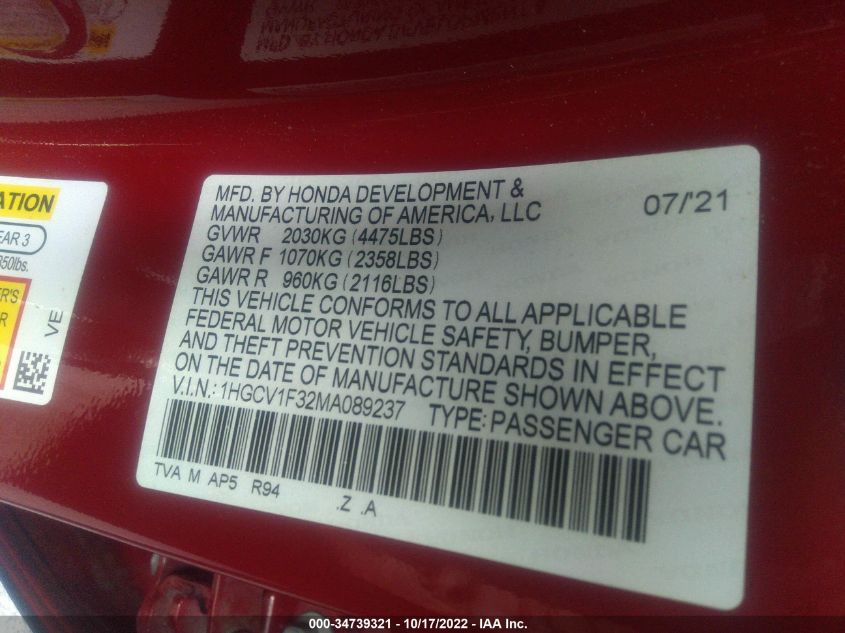 MFD. BY HONDA DEVELOPMENT &
MANUFACTURING OF AMERICA, LLC 07/'21
GVWR 2030KG (4475LBS)
GAWR F 1070KG (2358LBS)
GAWR R 960KG (2116LBS)
THIS VEHICLE CONFORMS TO ALL APPLICABLE
FEDERAL MOTOR VEHICLE SAFETY, BUMPER,
AND THEFT PREVENTION STANDARDS IN EFFECT
ON THE DATE OF MANUFACTURE SHOWN ABOVE.
V.I.N.: 1HGCV1F32MA089237 TYPE: PASSENGER CAR
TVA M AP5 R94 .Z .A
ATION
EAR 3
850lbs.
ER'S
R
VE
000-34739321 - 10/17/2022 - IAA Inc.